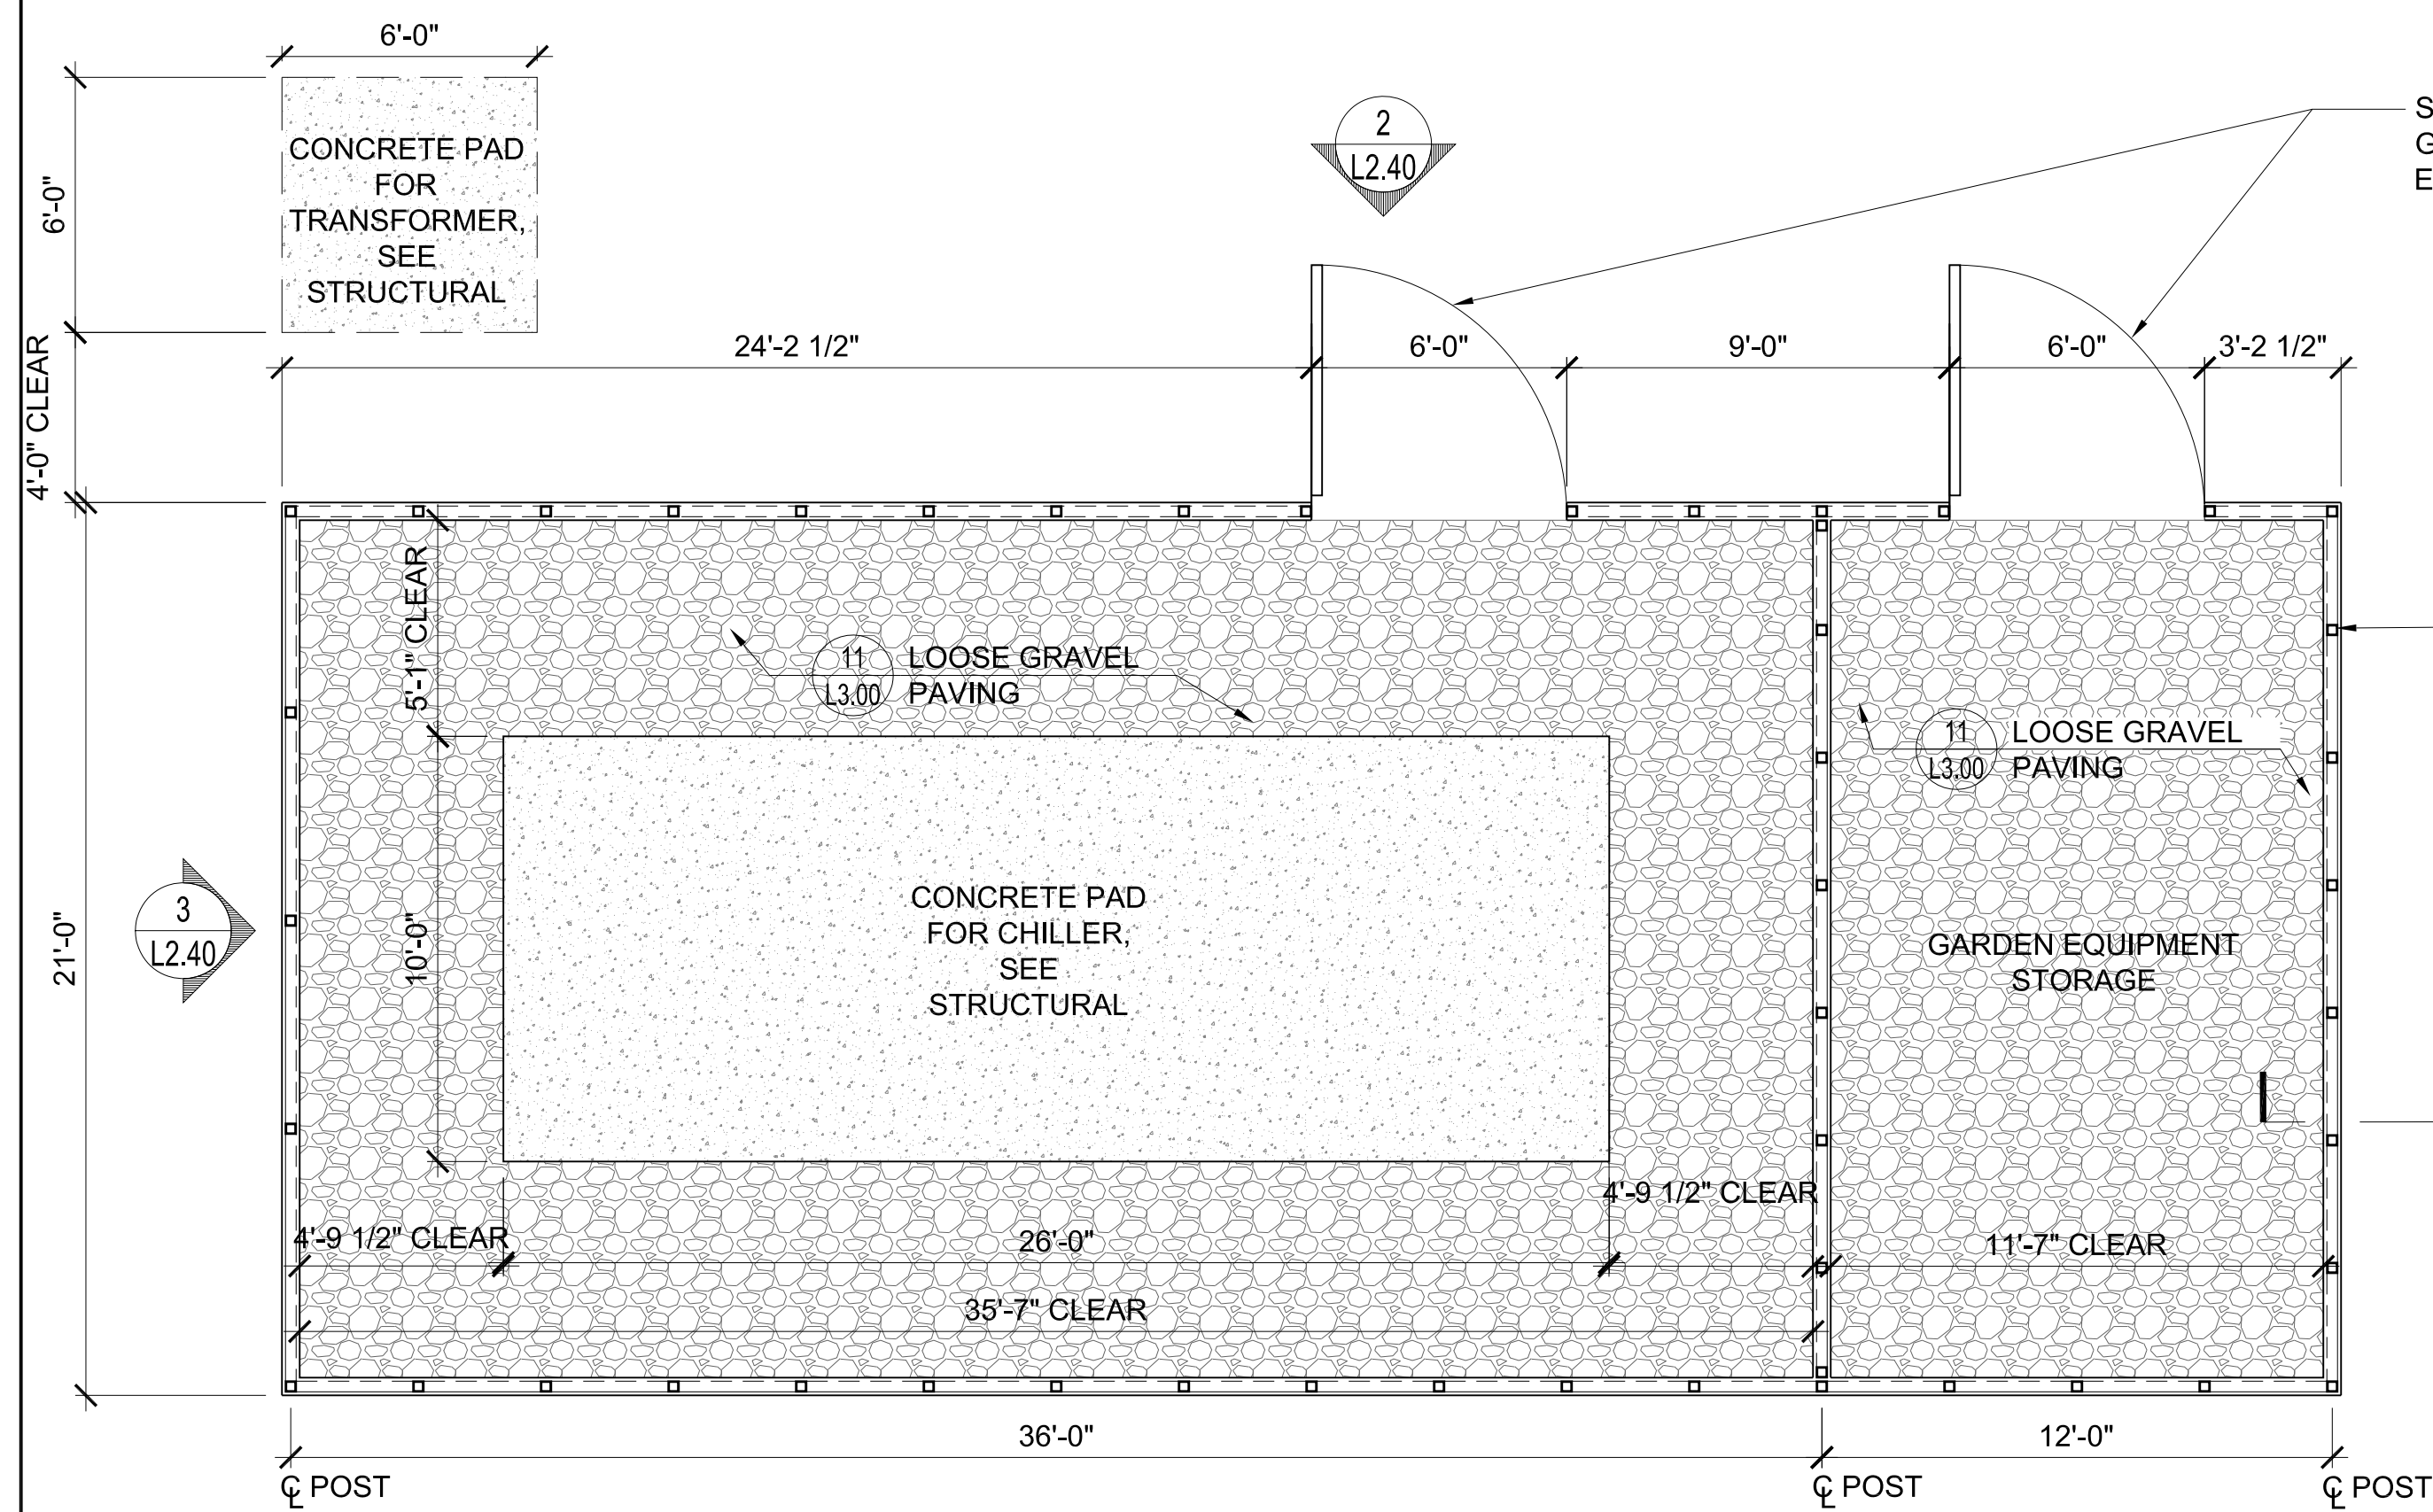 6'-0"
6'-0"
CONCRETE PAD
FOR
TRANSFORMER,
SEE
STRUCTURAL
2
L2.40
S
G
E
4'-0" CLEAR
24'-2 1/2"
6'-0"
9'-0"
6'-0"
3'-2 1/2"
5'-1" CLEAR
11
L3.00
LOOSE GRAVEL
PAVING
11
L3.00
LOOSE GRAVEL
PAVING
3
L2.40
21'-0"
10'-0"
CONCRETE PAD
FOR CHILLER,
SEE
STRUCTURAL
GARDEN EQUIPMENT
STORAGE
4'-9 1/2" CLEAR
4'-9 1/2" CLEAR
26'-0"
11'-7" CLEAR
35'-7" CLEAR
36'-0"
12'-0"
℄ POST
℄ POST
℄ POST